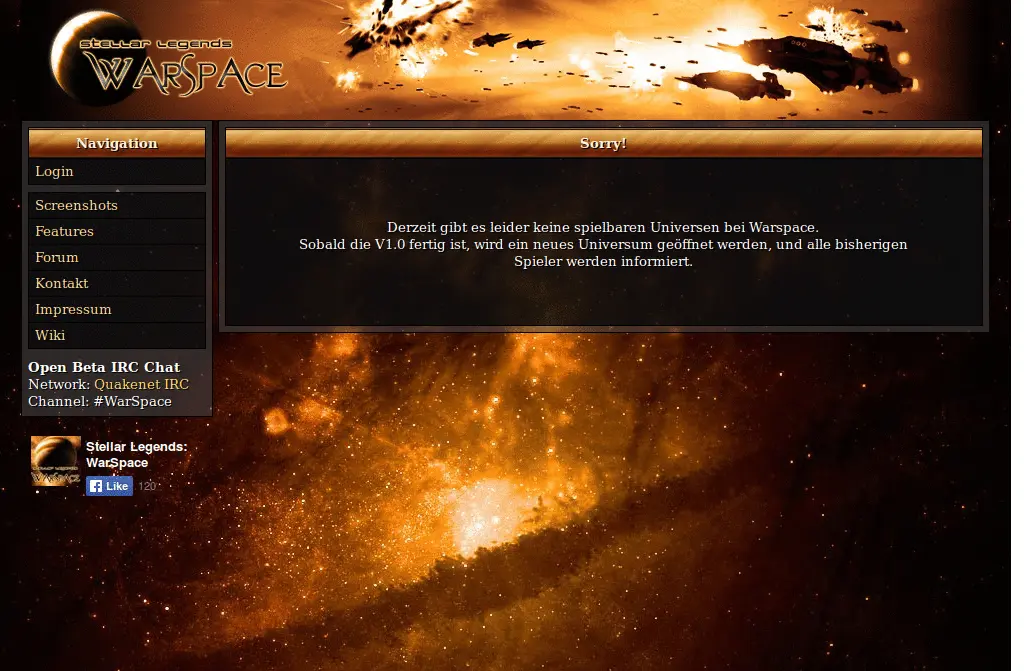 STELLAR LEGENDS
WARSPACE
Navigation
Login
Screenshots
Features
Forum
Kontakt
Impressum
Wiki
Open Beta IRC Chat
Network: Quakenet IRC
Channel: #WarSpace
Stellar Legends:
WarSpace
Like 120
Sorry!
Derzeit gibt es leider keine spielbaren Universen bei Warspace.
Sobald die V1.0 fertig ist, wird ein neues Universum geöffnet werden, und alle bisherigen
Spieler werden informiert.